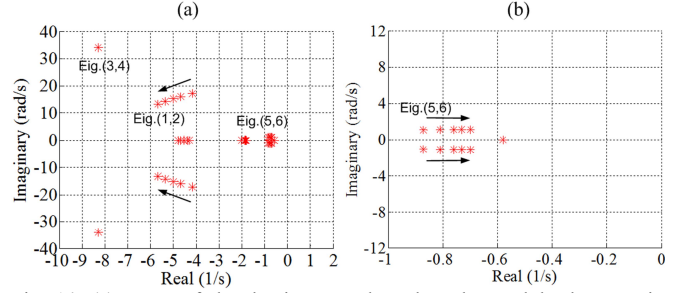 (a)
40
30
20
10
0
-10
-20
-30
-40
Imaginary (rad/s)
Eig.(3,4)
Eig.(1,2)
Eig.(5,6)
-10 -9 -8 -7 -6 -5 -4 -3 -2 -1 0 1 2
Real (1/s)
(b)
12
8
4
0
-4
-8
-12
Imaginary (rad/s)
Eig.(5,6)
-1 -0.8 -0.6 -0.4 -0.2 0
Real (1/s)